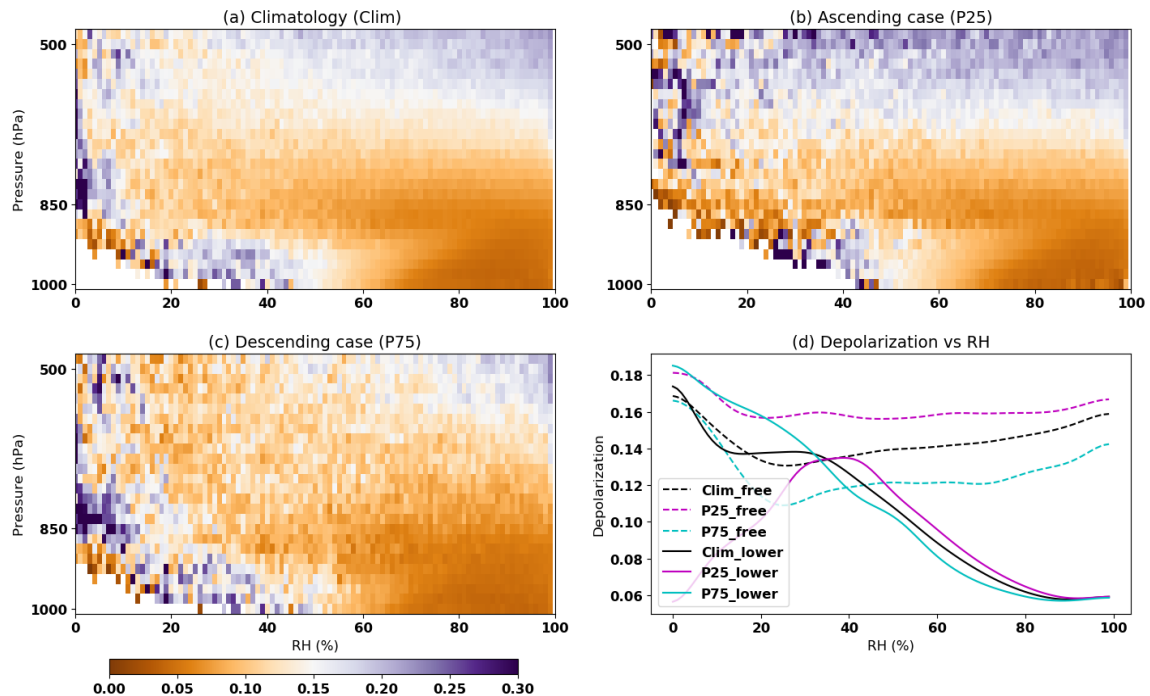 (a) Climatology (Clim)
(b) Ascending case (P25)
500
850
1000
Pressure (hPa)
0 20 40 60 80 100
500
850
1000
0 20 40 60 80 100
(c) Descending case (P75)
(d) Depolarization vs RH
500
850
1000
Pressure (hPa)
0 20 40 60 80 100
RH (%)
0.18
0.16
0.14
0.12
0.10
0.08
0.06
Depolarization
Clim_free
P25_free
P75_free
Clim_lower
P25_lower
P75_lower
0 20 40 60 80 100
RH (%)
0.00 0.05 0.10 0.15 0.20 0.25 0.30